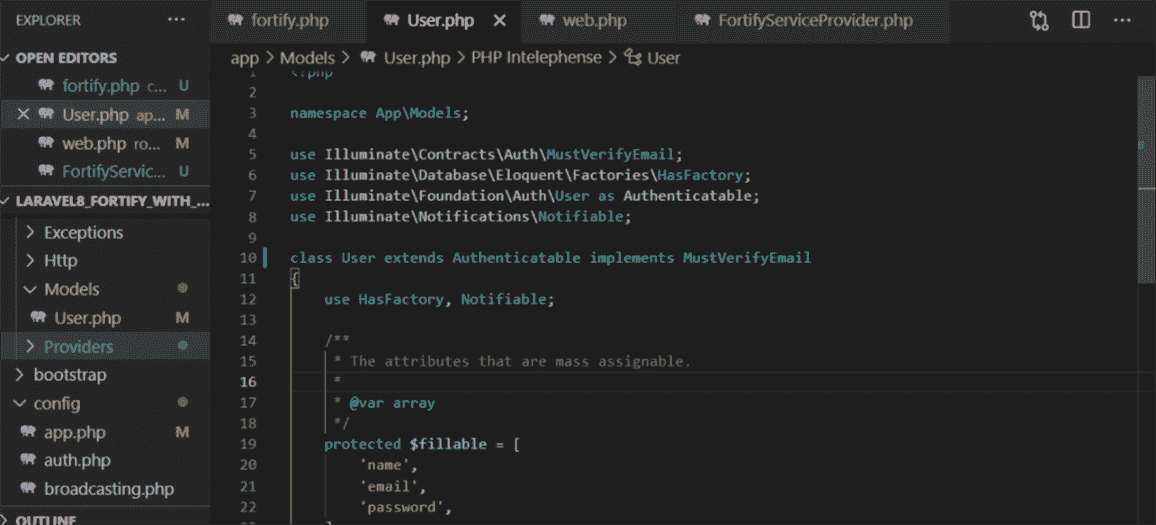 EXPLORER
fortify.php
User.php
web.php
FortifyServiceProvider.php
OPEN EDITORS
fortify.php c... U
User.php ap... M
web.php ro... M
FortifyServic... U
LARAVEL8_FORTIFY_WITH_...
Exceptions
Http
Models
User.php M
Providers
bootstrap
config
app.php M
auth.php
broadcasting.php
OUTLINE
app > Models > User.php > PHP Intelephense > User
1 <?php
2
3 namespace App\Models;
4
5 use Illuminate\Contracts\Auth\MustVerifyEmail;
6 use Illuminate\Database\Eloquent\Factories\HasFactory;
7 use Illuminate\Foundation\Auth\User as Authenticatable;
8 use Illuminate\Notifications\Notifiable;
9
10 class User extends Authenticatable implements MustVerifyEmail
11 {
12 use HasFactory, Notifiable;
13
14 /**
15 * The attributes that are mass assignable.
16 *
17 * @var array
18 */
19 protected $fillable = [
20 'name',
21 'email',
22 'password',